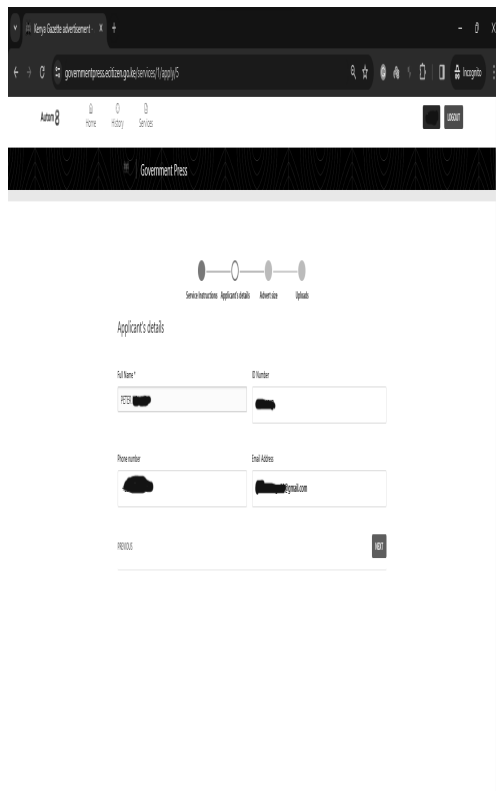 Kenya Gazette advertisement -
governmentpress.ecitizen.go.ke/services/1/apply/5
Incognito
Autom8
Home
History
Services
LOGOUT
Government Press
Service Instructions
Applicant's details
Advert size
Uploads
Applicant's details
Full Name *
ID Number
PETER
Phone number
Email Address
@gmail.com
PREVIOUS
NEXT